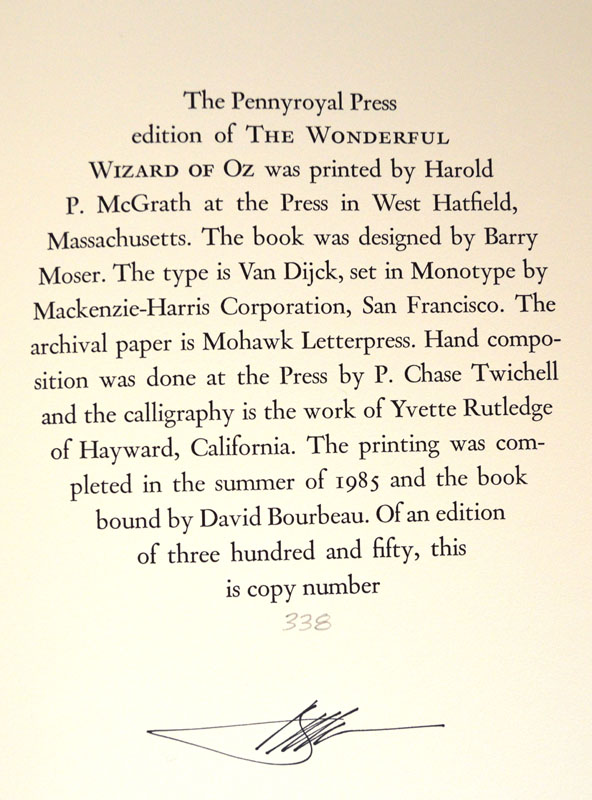 The Pennyroyal Press
edition of THE WONDERFUL
WIZARD OF OZ was printed by Harold
P. McGrath at the Press in West Hatfield,
Massachusetts. The book was designed by Barry
Moser. The type is Van Dijck, set in Monotype by
Mackenzie-Harris Corporation, San Francisco. The
archival paper is Mohawk Letterpress. Hand compo-
sition was done at the Press by P. Chase Twichell
and the calligraphy is the work of Yvette Rutledge
of Hayward, California. The printing was com-
pleted in the summer of 1985 and the book
bound by David Bourbeau. Of an edition
of three hundred and fifty, this
is copy number
338